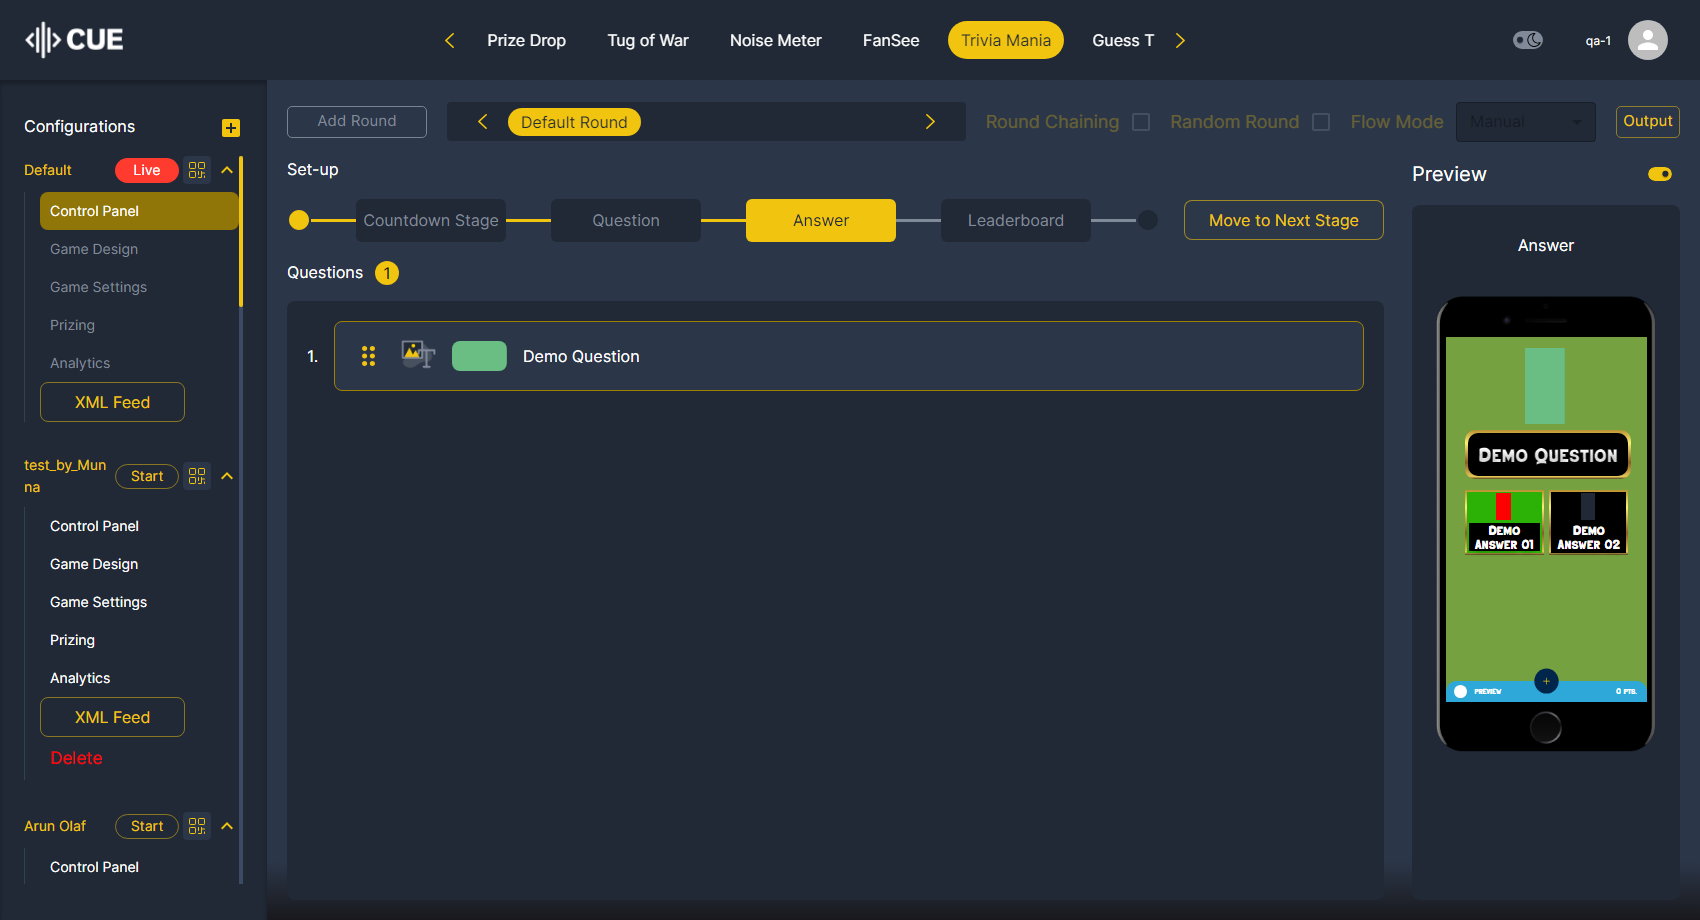 CUE
Prize Drop
Tug of War
Noise Meter
FanSee
Trivia Mania
Guess T
qa-1
Configurations
Default
Live
Control Panel
Game Design
Game Settings
Prizing
Analytics
XML Feed
test_by_Mun
na
Start
Control Panel
Game Design
Game Settings
Prizing
Analytics
XML Feed
Delete
Arun Olaf
Start
Control Panel
Add Round
Default Round
Round Chaining
Random Round
Flow Mode
Manual
Output
Set-up
Countdown Stage
Question
Answer
Leaderboard
Move to Next Stage
Questions 1
1.
Demo Question
Preview
Answer
Demo Question
Demo
Answer 01
Demo
Answer 02
PREVIEW
0 PTS.